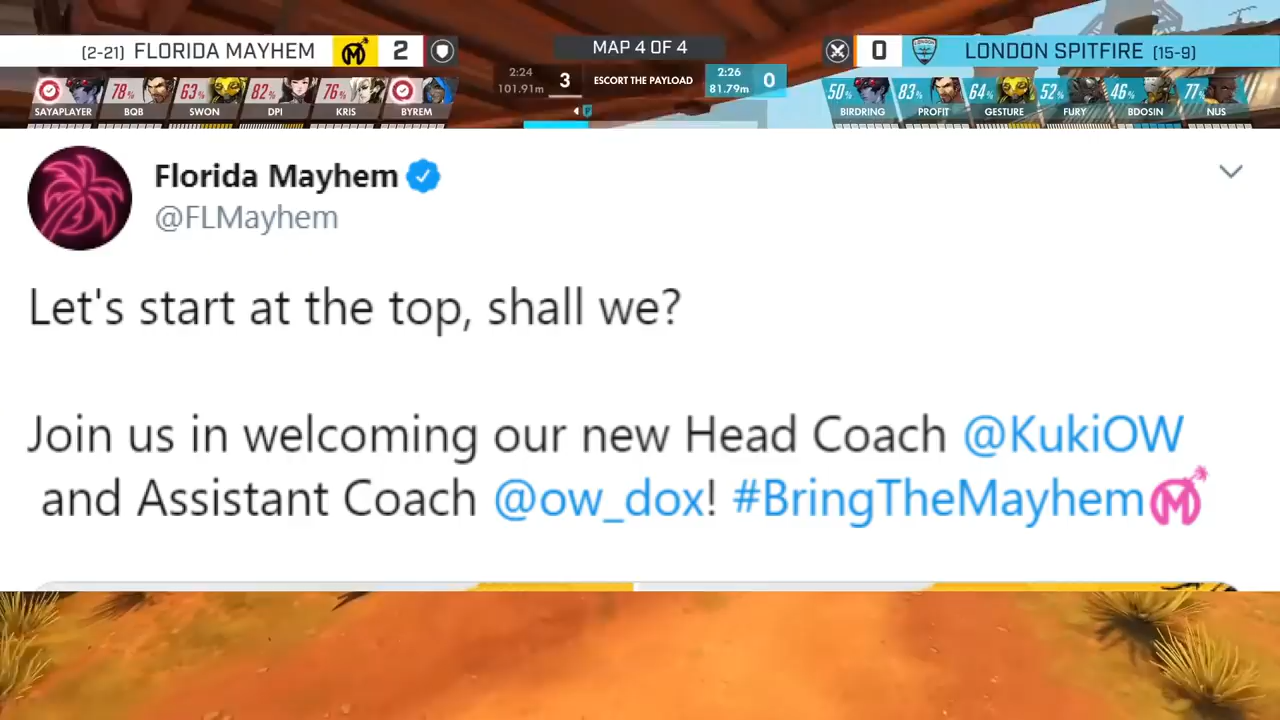 [2-21] FLORIDA MAYHEM 2 MAP 4 OF 4 0 LONDON SPITFIRE [15-9]
2:24 101.91m 3 ESCORT THE PAYLOAD 2:26 81.79m 0
78% 63% 82% 76% 50% 83% 64% 52% 46% 77%
SAYAPLAYER BQB SWON DPI KRIS BYREM BIRDRING PROFIT GESTURE FURY BDOSIN NUS
Florida Mayhem
@FLMayhem
Let's start at the top, shall we?
Join us in welcoming our new Head Coach @KukiOW
and Assistant Coach @ow_dox! #BringTheMayhem